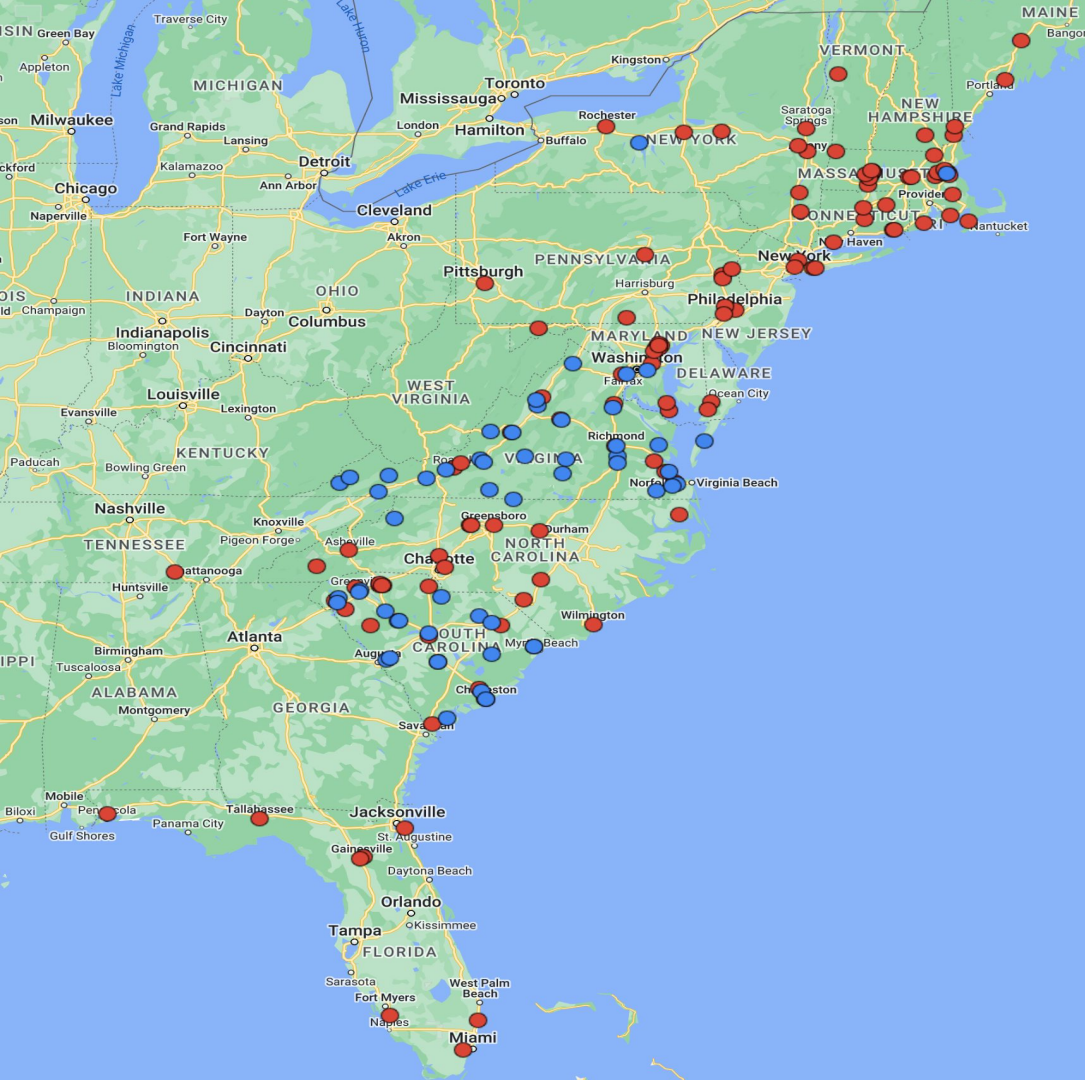 MAINE
Traverse City
Lake Huron
Green Bay
Bangor
VERMONT
Lake Michigan
Kingston
Appleton
Toronto
MICHIGAN
Portland
Mississauga
NEW
HAMPSHIRE
Saratoga
Springs
Rochester
Milwaukee
Grand Rapids
London
Hamilton
Buffalo
NEW YORK
Lansing
Detroit
Kalamazoo
Ann Arbor
Lake Erie
Chicago
Naperville
Cleveland
Nantucket
Fort Wayne
Akron
Haven
New York
PENNSYLVANIA
Pittsburgh
Harrisburg
INDIANA
OHIO
Philadelphia
Champaign
Dayton
Columbus
Indianapolis
Bloomington
Cincinnati
MARYLAND
NEW JERSEY
Washington
DELAWARE
Fairfax
WEST
VIRGINIA
Ocean City
Louisville
Lexington
Evansville
Richmond
KENTUCKY
VIRGINIA
Paducah
Bowling Green
Norfolk
Virginia Beach
Nashville
Greensboro
Knoxville
Durham
Pigeon Forge
Asheville
TENNESSEE
NORTH
CAROLINA
Charlotte
Huntsville
Wilmington
Atlanta
SOUTH
CAROLINA
Myrtle Beach
Birmingham
Augusta
Tuscaloosa
ALABAMA
Charleston
Montgomery
GEORGIA
Savannah
Mobile
Biloxi
Pensacola
Tallahassee
Jacksonville
Panama City
Gulf Shores
St. Augustine
Gainesville
Daytona Beach
Orlando
Kissimmee
Tampa
FLORIDA
Sarasota
West Palm
Beach
Fort Myers
Naples
Miami